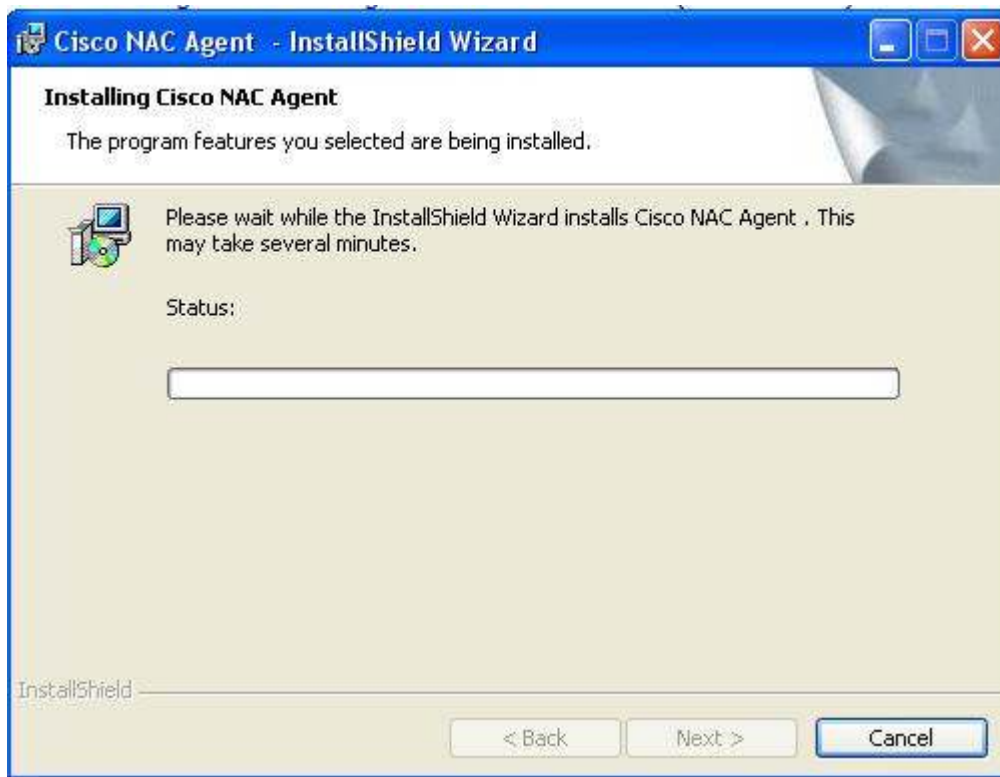 Cisco NAC Agent - InstallShield Wizard
Installing Cisco NAC Agent
The program features you selected are being installed.
Please wait while the InstallShield Wizard installs Cisco NAC Agent . This
may take several minutes.
Status:
InstallShield
< Back
Next >
Cancel